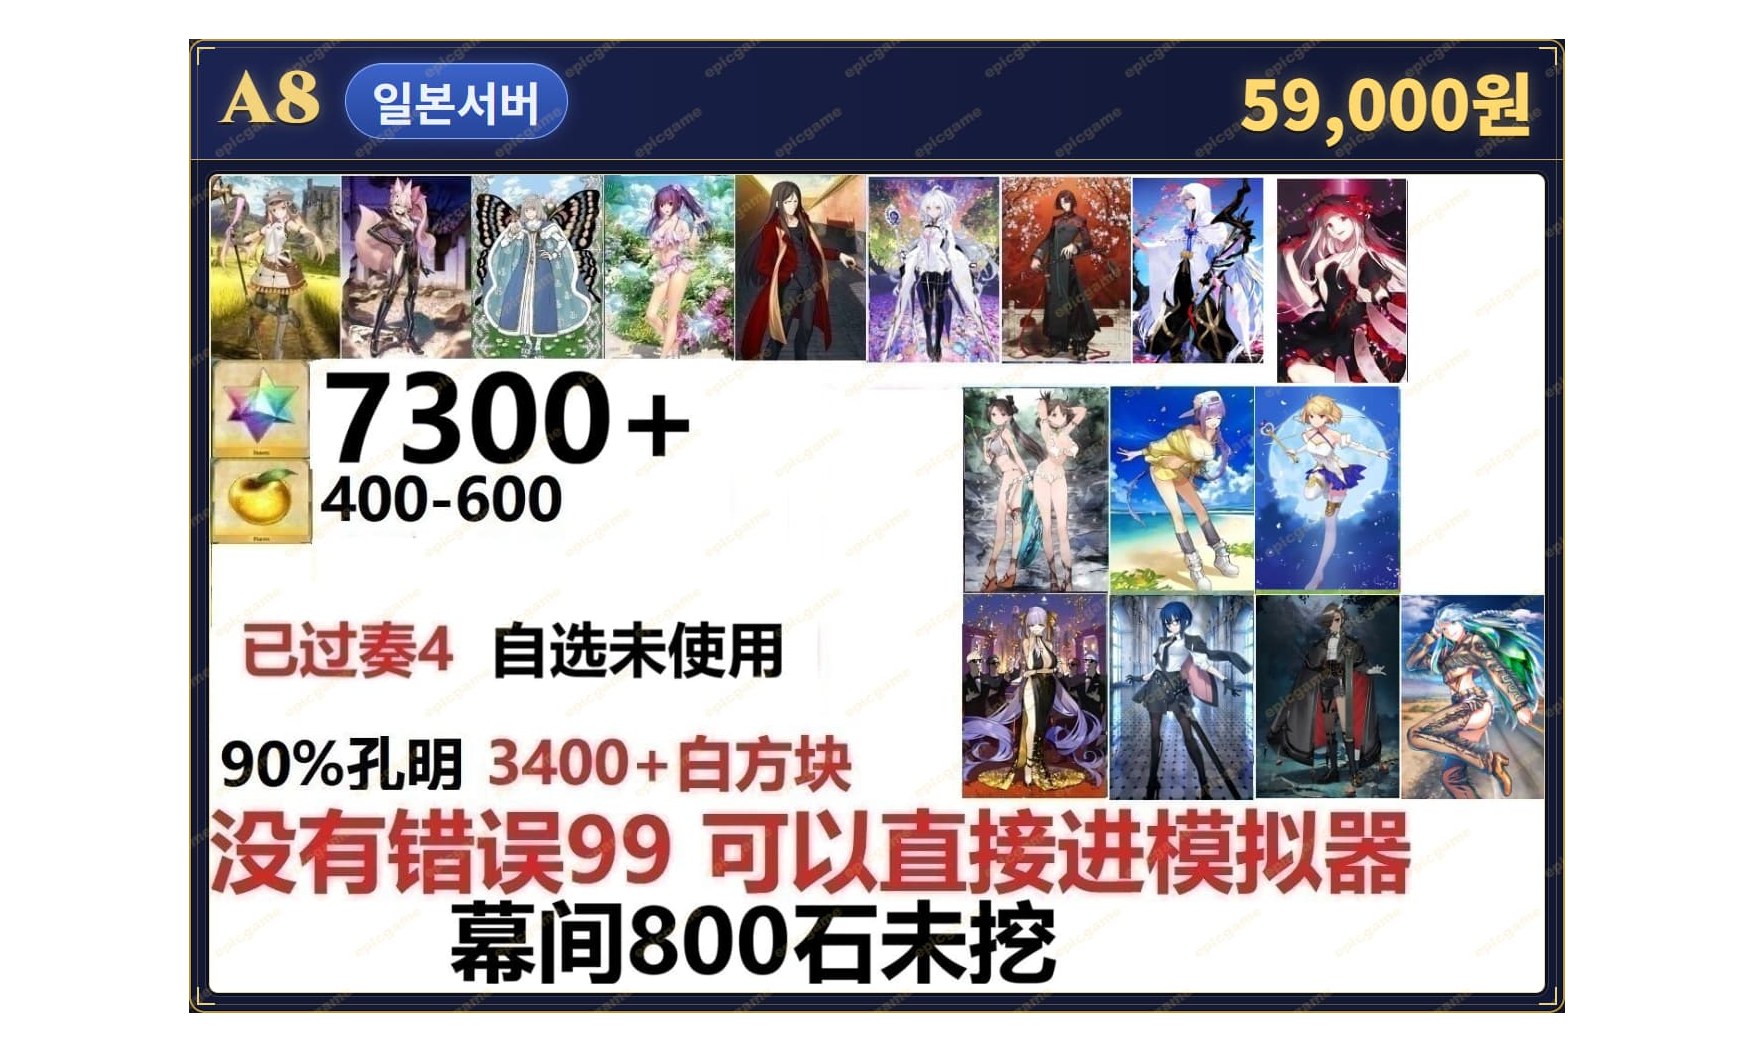 A8 일본서버 59,000원
7300+
400-600
已过奏4 自选未使用
90%孔明 3400+白方块
没有错误99 可以直接进模拟器
幕间800石未挖
epicgame